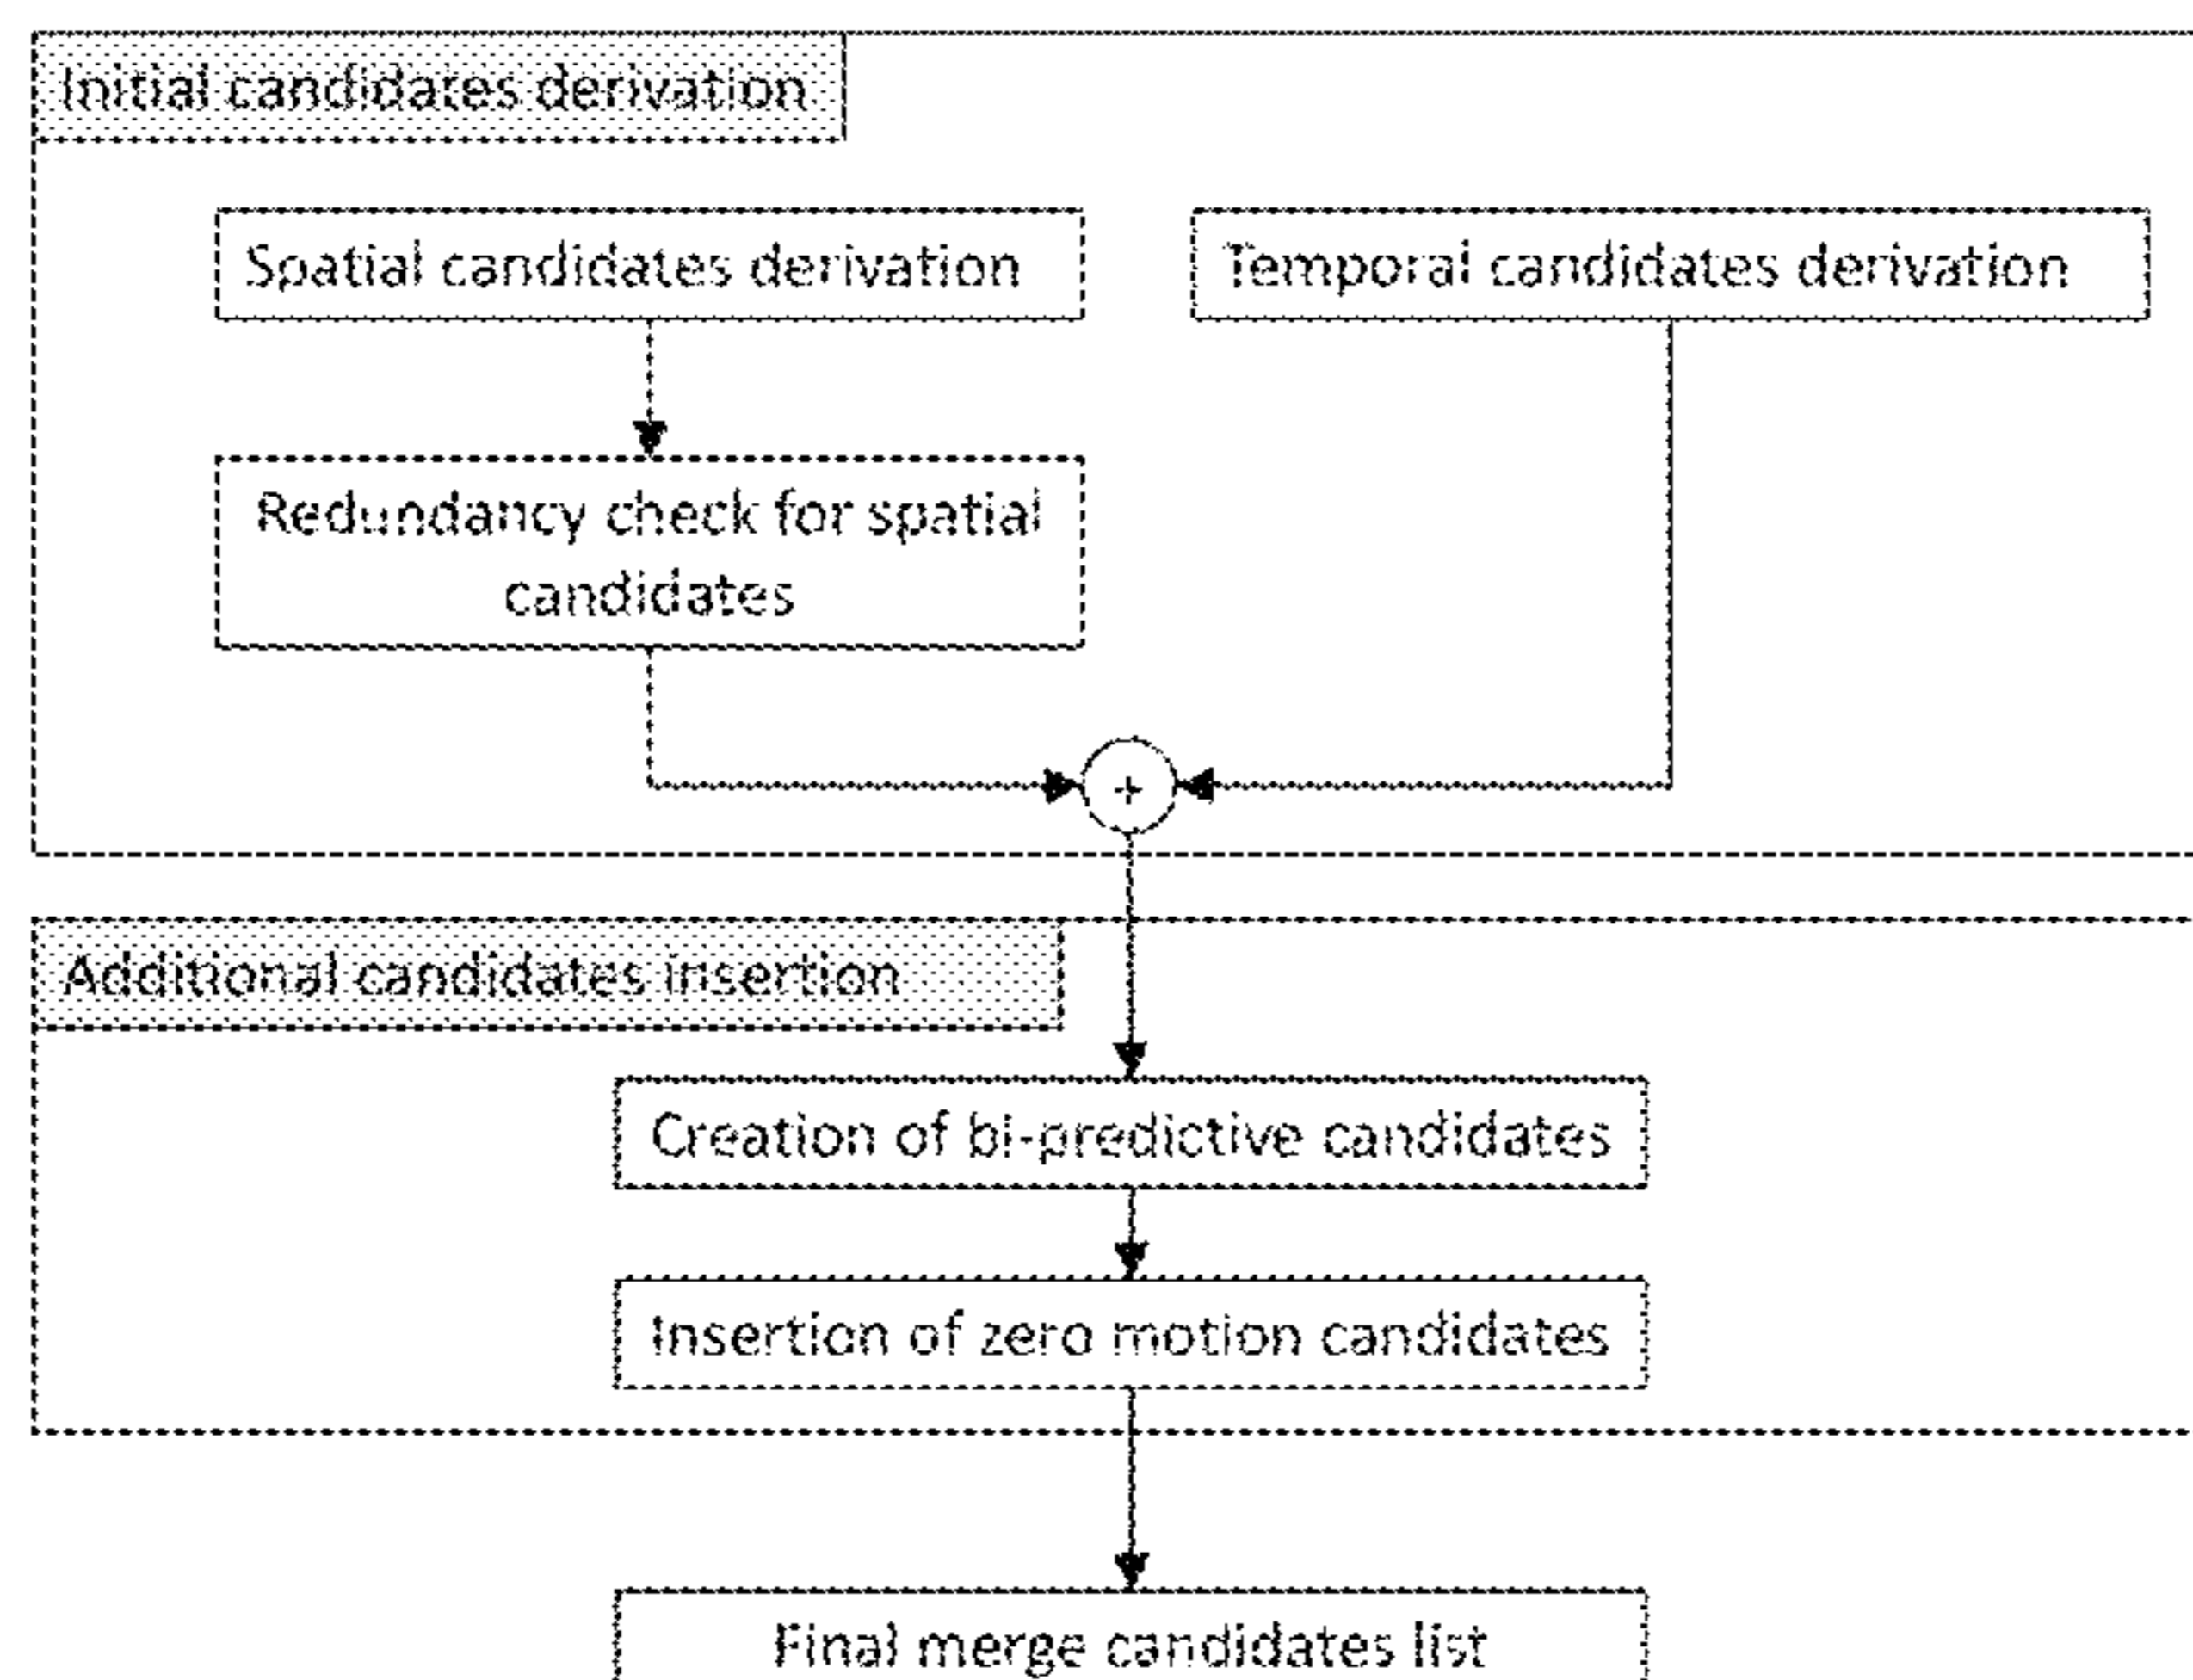 Initial candidates derivation
Spatial candidates derivation
Temporal candidates derivation
Redundancy check for spatial
candidates
+
Additional candidates insertion
Creation of bi-predictive candidates
Insertion of zero motion candidates
Final merge candidates list